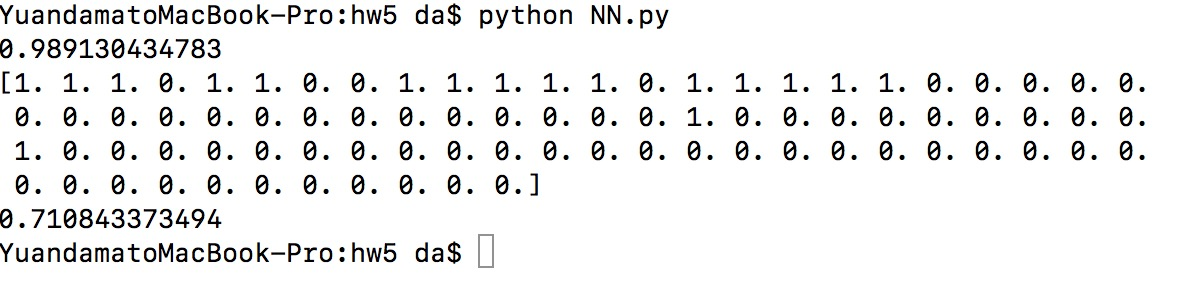 YuandamatoMacBook-Pro:hw5 da$ python NN.py
0.989130434783
[1. 1. 1. 0. 1. 1. 0. 0. 1. 1. 1. 1. 1. 0. 1. 1. 1. 1. 1. 0. 0. 0. 0. 0.
 0. 0. 0. 0. 0. 0. 0. 0. 0. 0. 0. 0. 0. 0. 1. 0. 0. 0. 0. 0. 0. 0. 0. 0.
 1. 0. 0. 0. 0. 0. 0. 0. 0. 0. 0. 0. 0. 0. 0. 0. 0. 0. 0. 0. 0. 0. 0. 0.
 0. 0. 0. 0. 0. 0. 0. 0. 0. 0. 0.]
0.710843373494
YuandamatoMacBook-Pro:hw5 da$